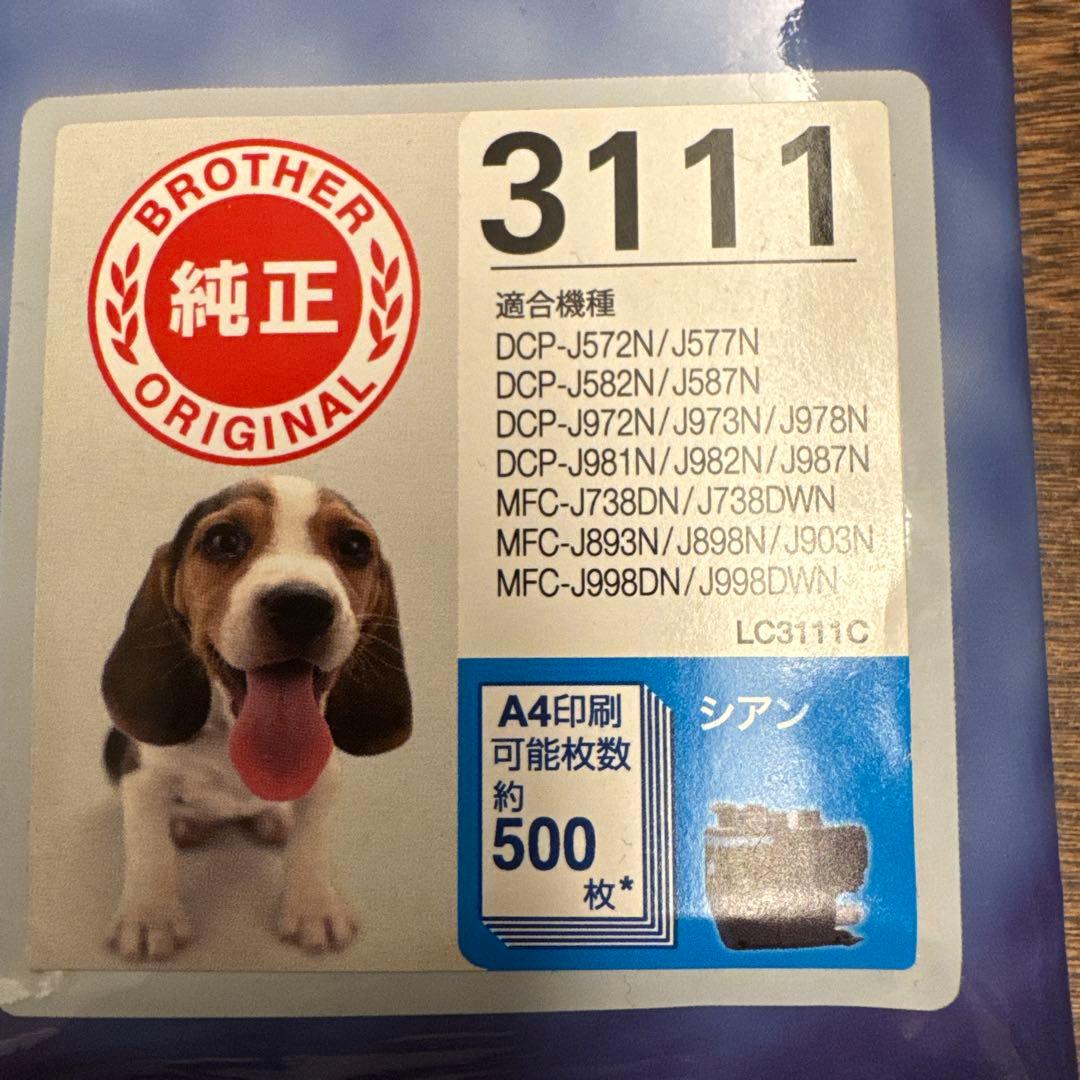 BROTHER
純正
ORIGINAL
3111
適合機種
DCP-J572N/J577N
DCP-J582N/J587N
DCP-J972N/J973N/J978N
DCP-J981N/J982N/J987N
MFC-J738DN/J738DWN
MFC-J893N/J898N/J903N
MFC-J998DN/J998DWN
LC3111C
A4印刷
可能枚数
約
500
枚*
シアン